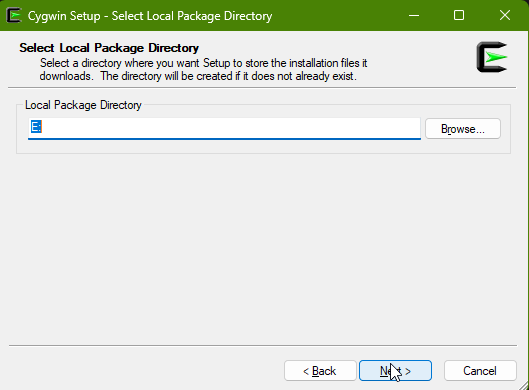 Cygwin Setup - Select Local Package Directory
Select Local Package Directory
Select a directory where you want Setup to store the installation files it
downloads. The directory will be created if it does not already exist.
Local Package Directory
E:
Browse...
< Back
Next >
Cancel